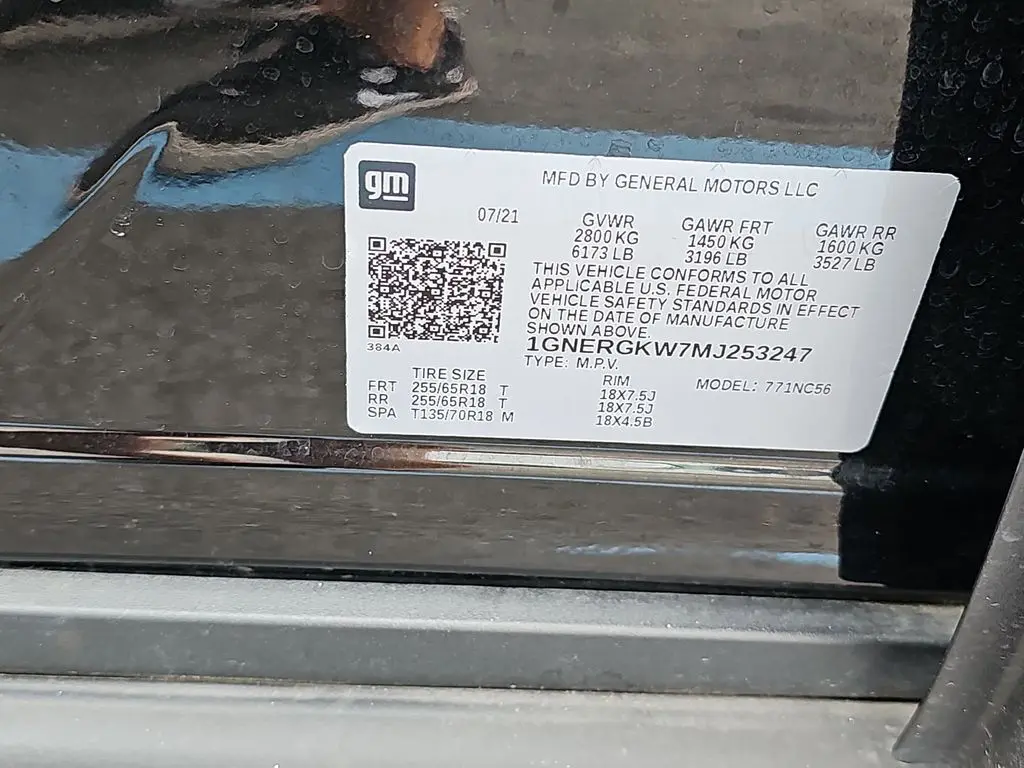 gm
MFD BY GENERAL MOTORS LLC
07/21
GVWR GAWR FRT GAWR RR
2800 KG 1450 KG 1600 KG
6173 LB 3196 LB 3527 LB
THIS VEHICLE CONFORMS TO ALL
APPLICABLE U.S. FEDERAL MOTOR
VEHICLE SAFETY STANDARDS IN EFFECT
ON THE DATE OF MANUFACTURE
SHOWN ABOVE.
384A
1GNERGKW7MJ253247
TYPE: M.P.V.
MODEL: 771NC56
TIRE SIZE RIM
FRT 255/65R18 T 18X7.5J
RR 255/65R18 T 18X7.5J
SPA T135/70R18 M 18X4.5B